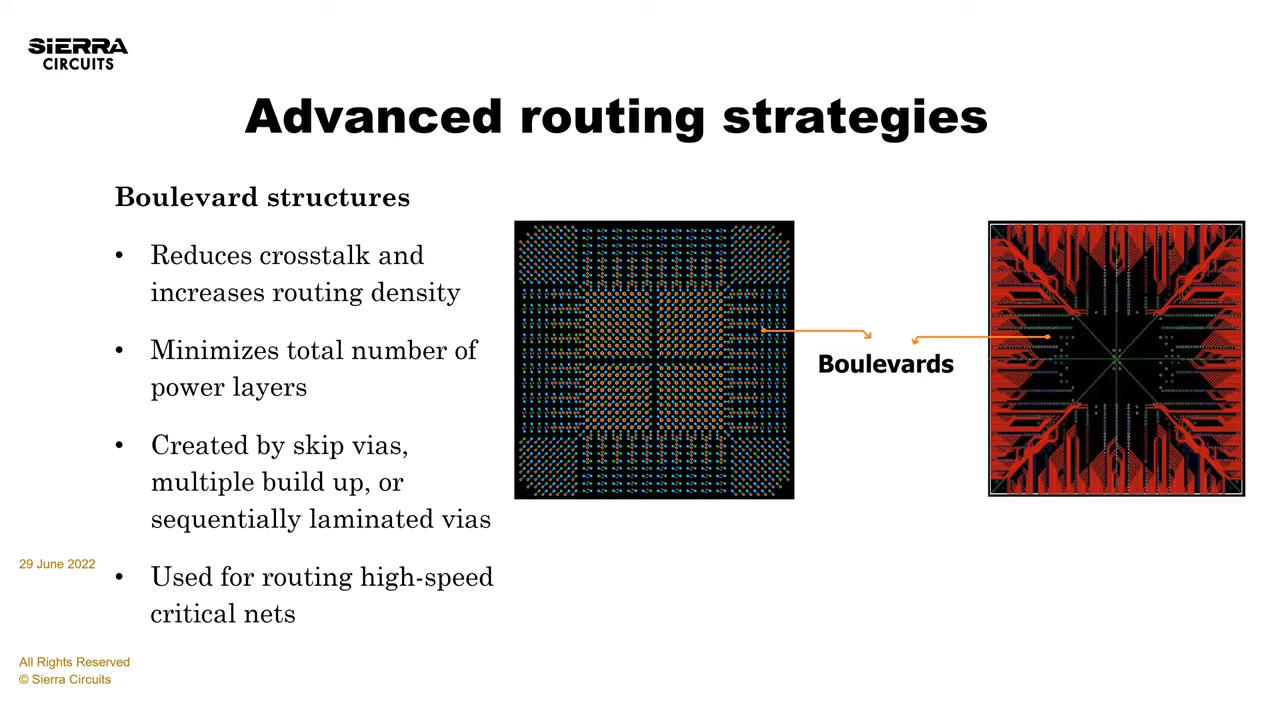 SiERRA
CIRCUITS
Advanced routing strategies
Boulevard structures
• Reduces crosstalk and
increases routing density
• Minimizes total number of
power layers
• Created by skip vias,
multiple build up, or
sequentially laminated vias
• Used for routing high-speed
critical nets
Boulevards
29 June 2022
All Rights Reserved
© Sierra Circuits